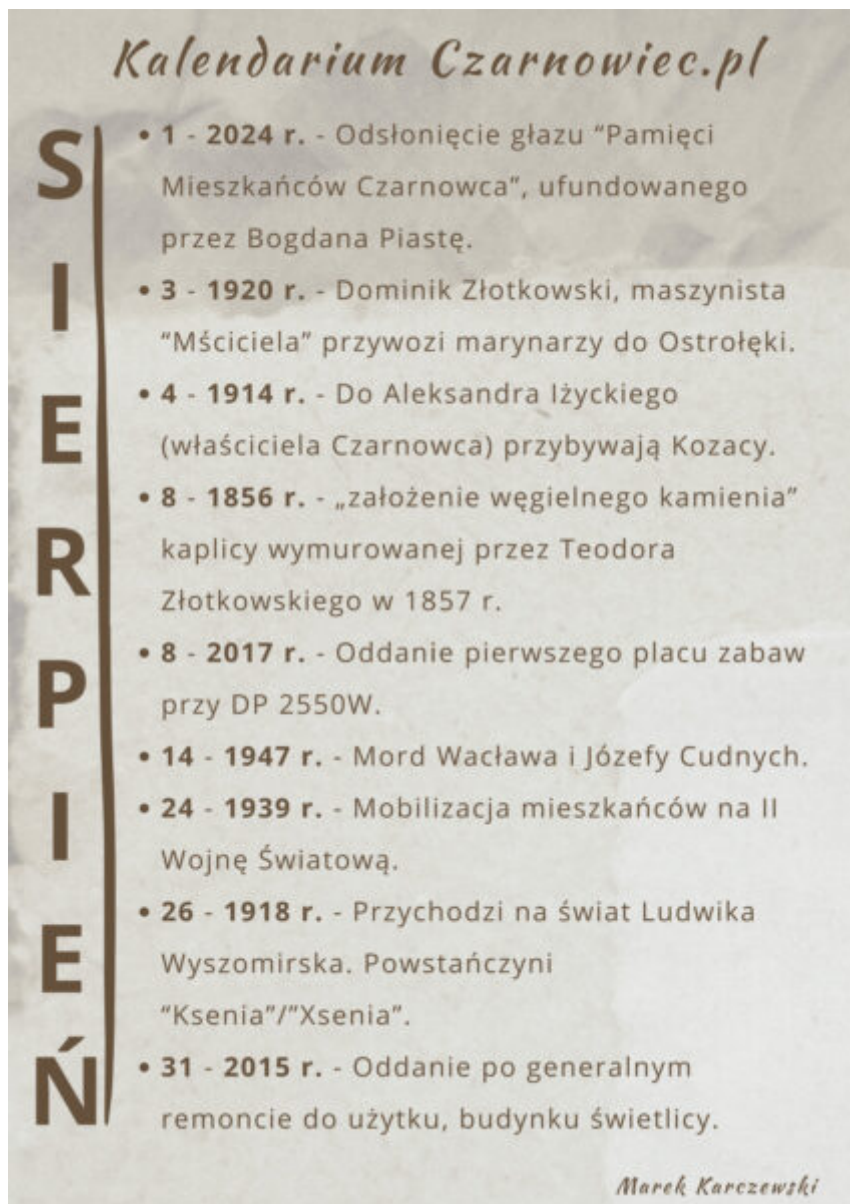 Kalendarium Czarnowiec.pl
SIERPIEŃ
• 1 - 2024 r. - Odsłonięcie głazu “Pamięci
Mieszkańców Czarnowca”, ufundowanego
przez Bogdana Piastę.
• 3 - 1920 r. - Dominik Złotkowski, maszynista
“Mściciela” przywozi marynarzy do Ostrołęki.
• 4 - 1914 r. - Do Aleksandra Iżyckiego
(właściciela Czarnowca) przybywają Kozacy.
• 8 - 1856 r. - „założenie węgielnego kamienia”
kaplicy wymurowanej przez Teodora
Złotkowskiego w 1857 r.
• 8 - 2017 r. - Oddanie pierwszego placu zabaw
przy DP 2550W.
• 14 - 1947 r. - Mord Wacława i Józefy Cudnych.
• 24 - 1939 r. - Mobilizacja mieszkańców na II
Wojnę Światową.
• 26 - 1918 r. - Przychodzi na świat Ludwika
Wyszomirska. Powstańczyni
“Ksenia”/”Xsenia”.
• 31 - 2015 r. - Oddanie po generalnym
remoncie do użytku, budynku świetlicy.
Marek Karczewski